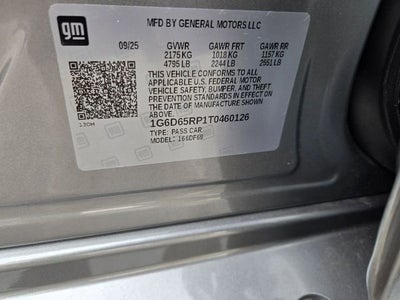 gm
MFD BY GENERAL MOTORS LLC
09/25 GVWR GAWR FRT GAWR RR
2175 KG 1018 KG 1157 KG
4795 LB 2244 LB 2551 LB
THIS VEHICLE CONFORMS TO ALL APPLICABLE
U.S. FEDERAL MOTOR
VEHICLE SAFETY, BUMPER, AND THEFT
PREVENTION STANDARDS IN EFFECT ON THE
DATE OF MANUFACTURE SHOWN ABOVE.
1G6D65RP1T0460126
TYPE: PASS CAR
MODEL: 166DF69